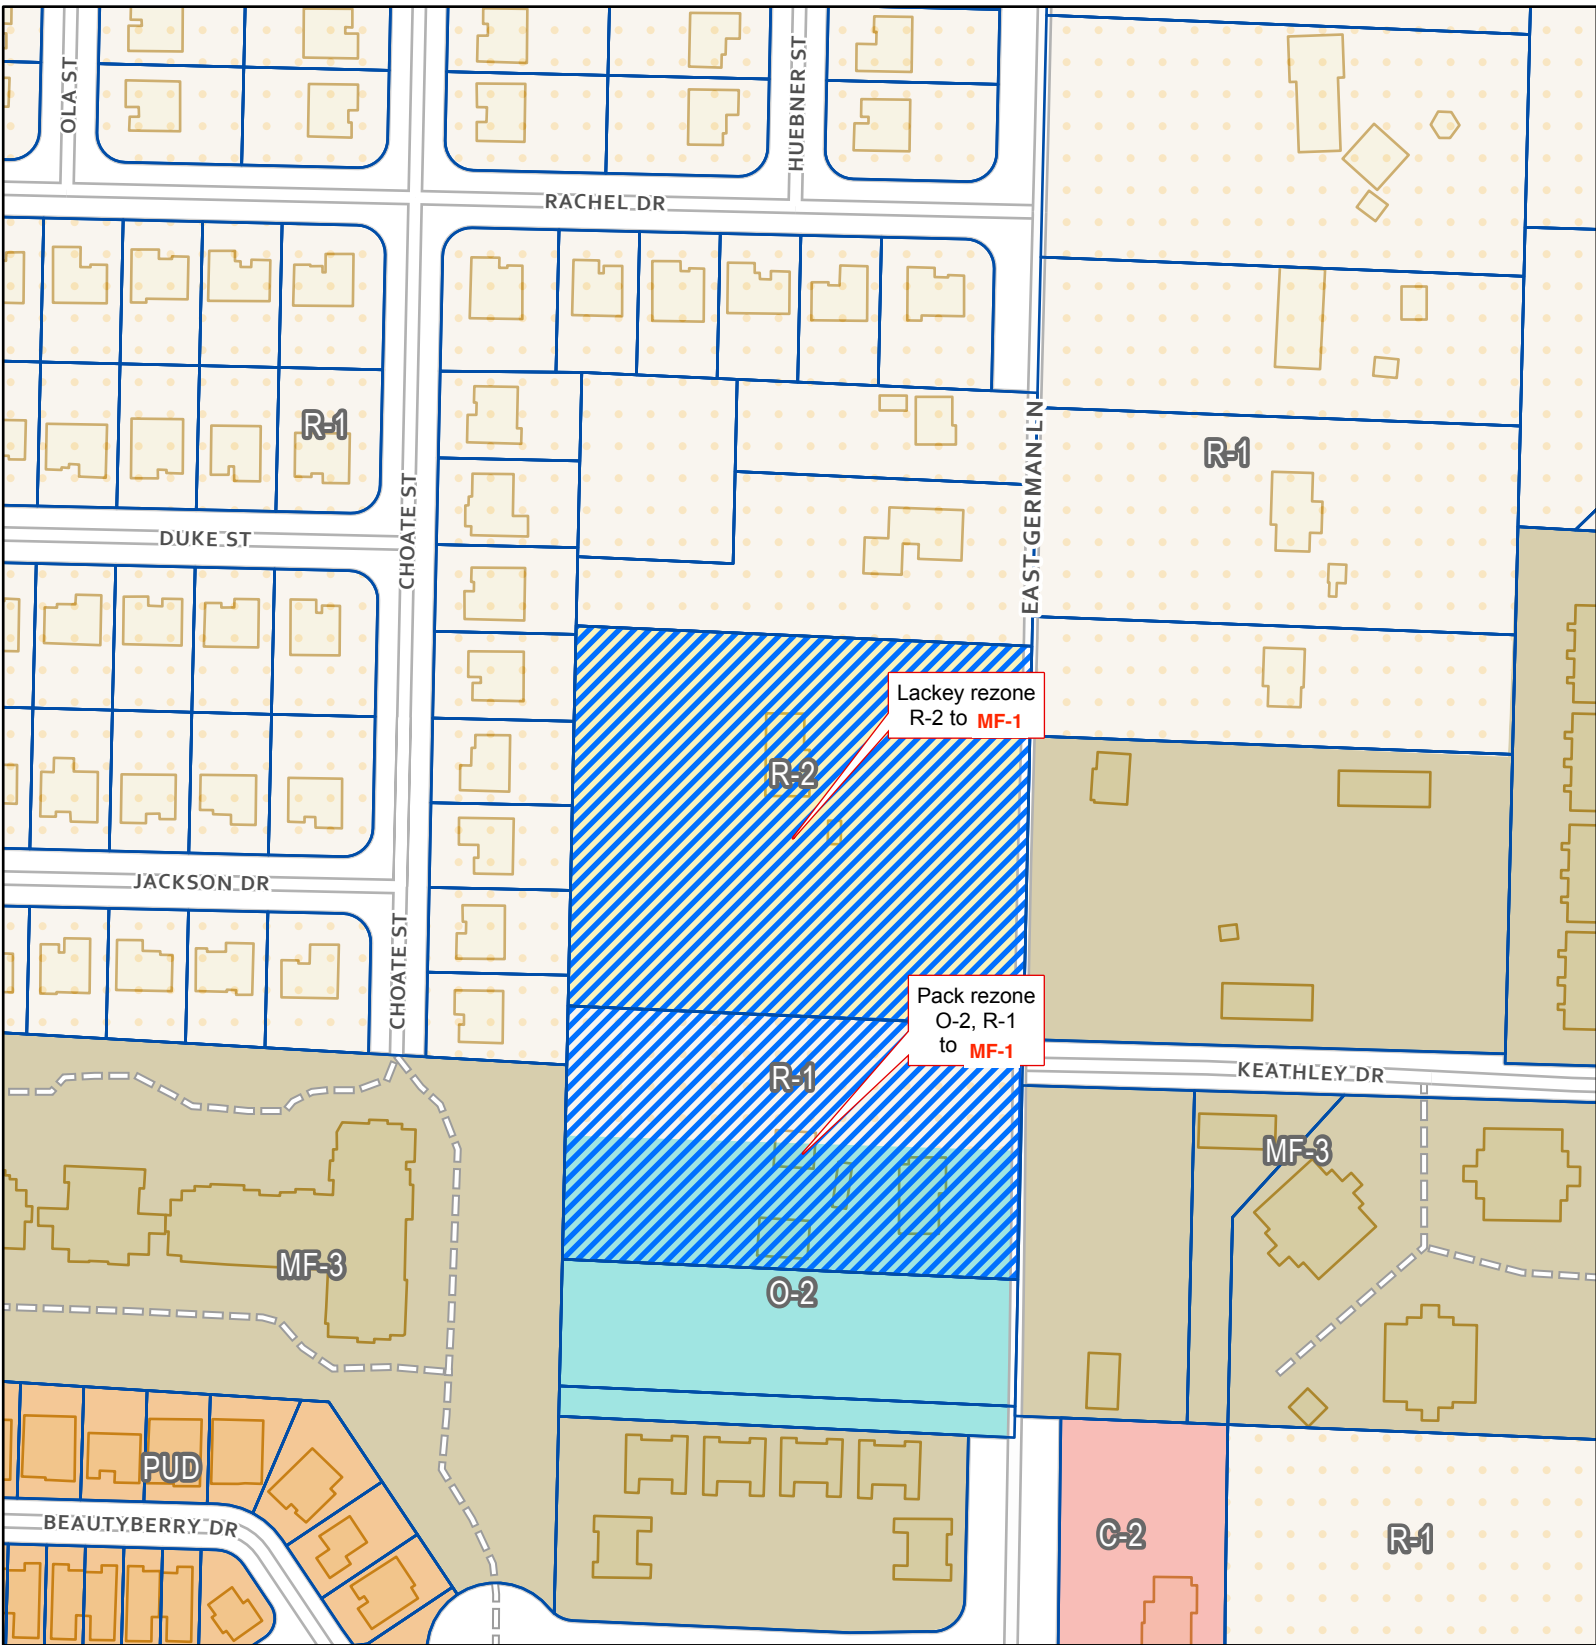 OLA ST
HUEBNER ST
RACHEL DR
R-1
CHOATE ST
EAST GERMAN LN
R-1
DUKE ST
Lackey rezone
R-2 to MF-1
R-2
JACKSON DR
CHOATE ST
Pack rezone
O-2, R-1
to MF-1
R-1
KEATHLEY DR
MF-3
MF-3
O-2
PUD
BEAUTYBERRY DR
C-2
R-1